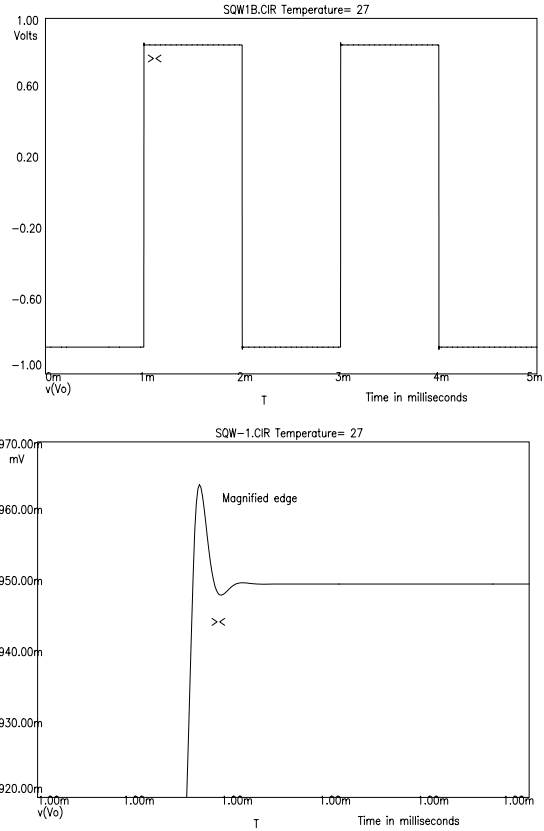 SQW1B.CIR Temperature= 27
1.00
Volts
0.60
0.20
−0.20
−0.60
−1.00
0m 1m 2m 3m 4m 5m
v(Vo)
T Time in milliseconds
><
SQW-1.CIR Temperature= 27
970.00m
mV
960.00m
Magnified edge
950.00m
940.00m
930.00m
920.00m
><
1.00m 1.00m 1.00m 1.00m 1.00m 1.00m
v(Vo)
T Time in milliseconds